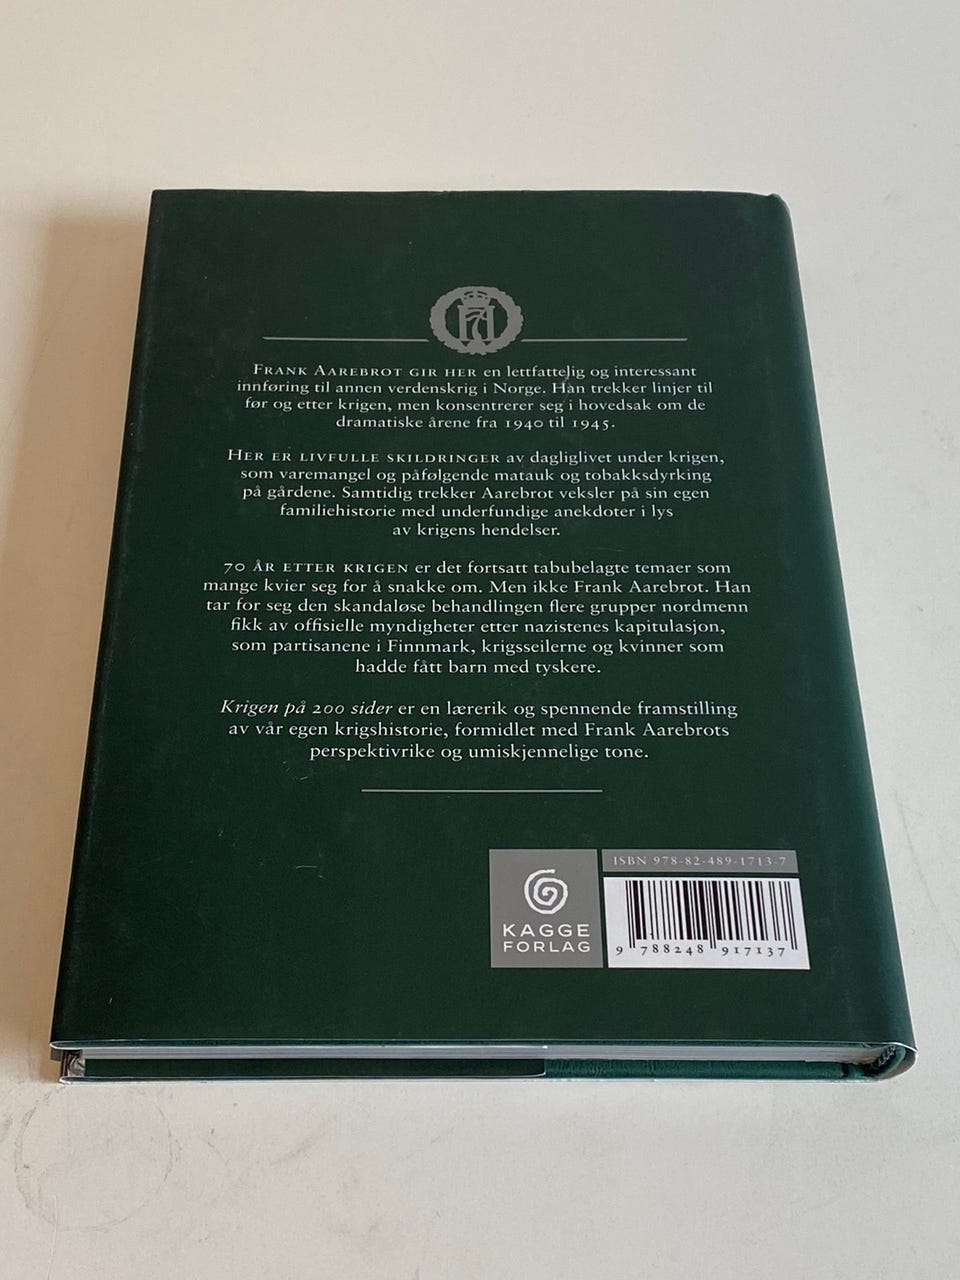 FRANK AAREBROT GIR HER en lettfattelig og interessant
innføring til annen verdenskrig i Norge. Han trekker linjer til
før og etter krigen, men konsentrerer seg i hovedsak om de
dramatiske årene fra 1940 til 1945.
HER ER LIVFULLE SKILDRINGER av dagliglivet under krigen,
som varemangel og påfølgende matauk og tobakksdyrking
på gårdene. Samtidig trekker Aarebrot veksler på sin egen
familiehistorie med underfundige anekdoter i lys
av krigens hendelser.
70 ÅR ETTER KRIGEN er det fortsatt tabubelagte temaer som
mange kvier seg for å snakke om. Men ikke Frank Aarebrot. Han
tar for seg den skandaløse behandlingen flere grupper nordmenn
fikk av offisielle myndigheter etter nazistenes kapitulasjon,
som partisanene i Finnmark, krigsseilerne og kvinner som
hadde fått barn med tyskere.
Krigen på 200 sider er en lærerik og spennende framstilling
av vår egen krigshistorie, formidlet med Frank Aarebrots
perspektivrike og umiskjennelige tone.
KAGGE
FORLAG
ISBN 978-82-489-1713-7
9 788248 917137